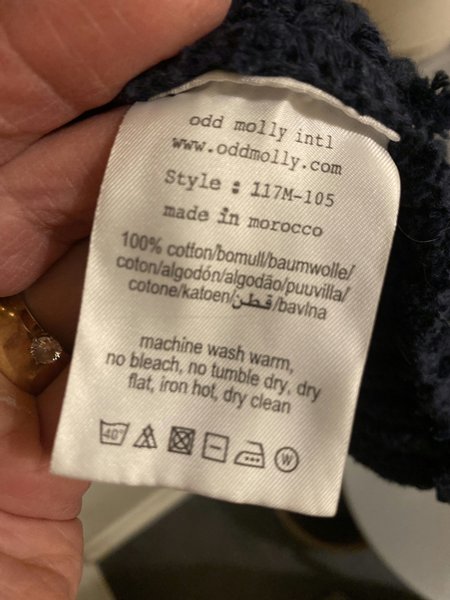 odd molly intl
www.oddmolly.com
Style : 117M-105
made in morocco
100% cotton/bomull/baumwolle/
coton/algodón/algodão/puuvilla/
cotone/katoen/قطن/bavlna
machine wash warm,
no bleach, no tumble dry, dry
flat, iron hot, dry clean
40° W